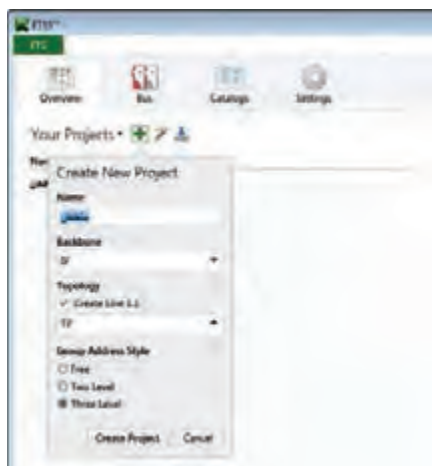 ETS5™
ETS
Overview
Bus
Catalogs
Settings
Your Projects
Create New Project
Name
Backbone
IP
Topology
Create Line 1.1
TP
Group Address Style
Free
Two Level
Three Level
Create Project
Cancel